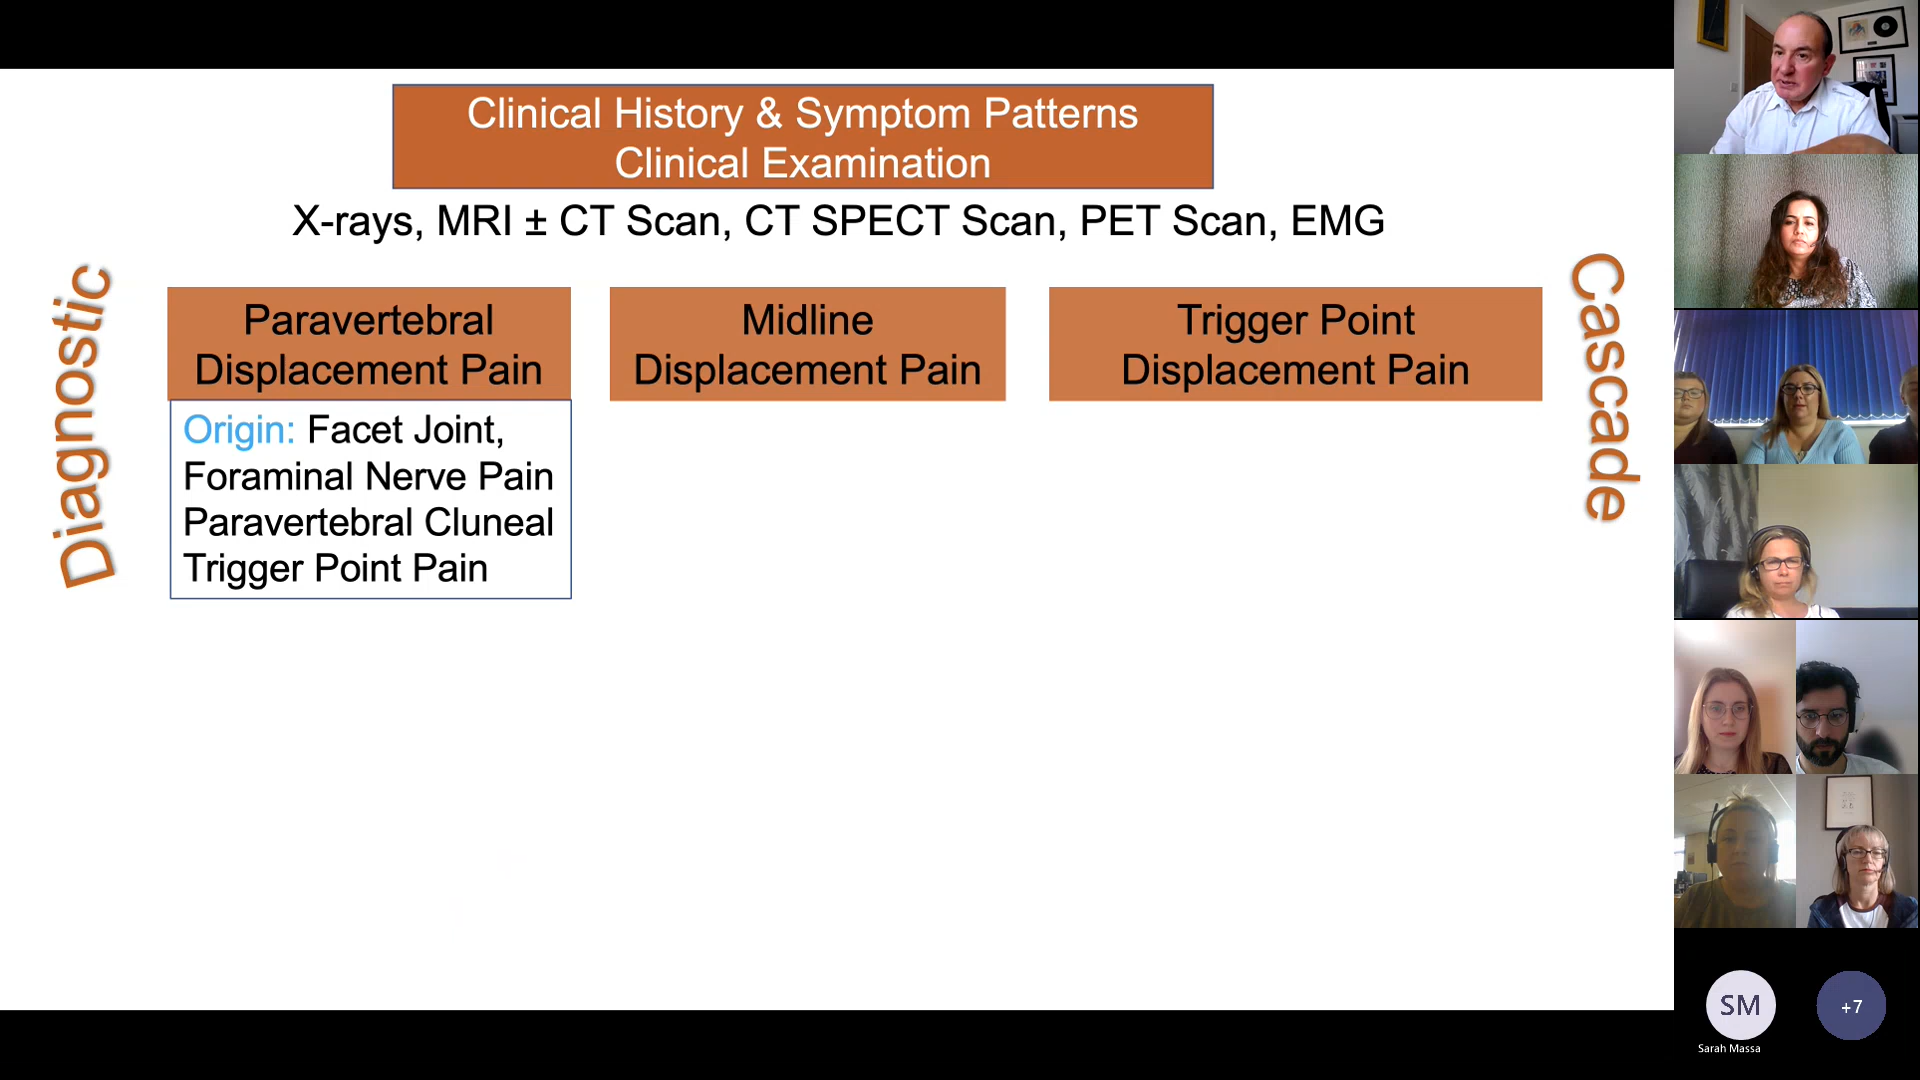 Clinical History & Symptom Patterns
Clinical Examination
X-rays, MRI ± CT Scan, CT SPECT Scan, PET Scan, EMG
Diagnostic
Cascade
Paravertebral
Displacement Pain
Midline
Displacement Pain
Trigger Point
Displacement Pain
Origin: Facet Joint,
Foraminal Nerve Pain
Paravertebral Cluneal
Trigger Point Pain
SM
+7
Sarah Massa